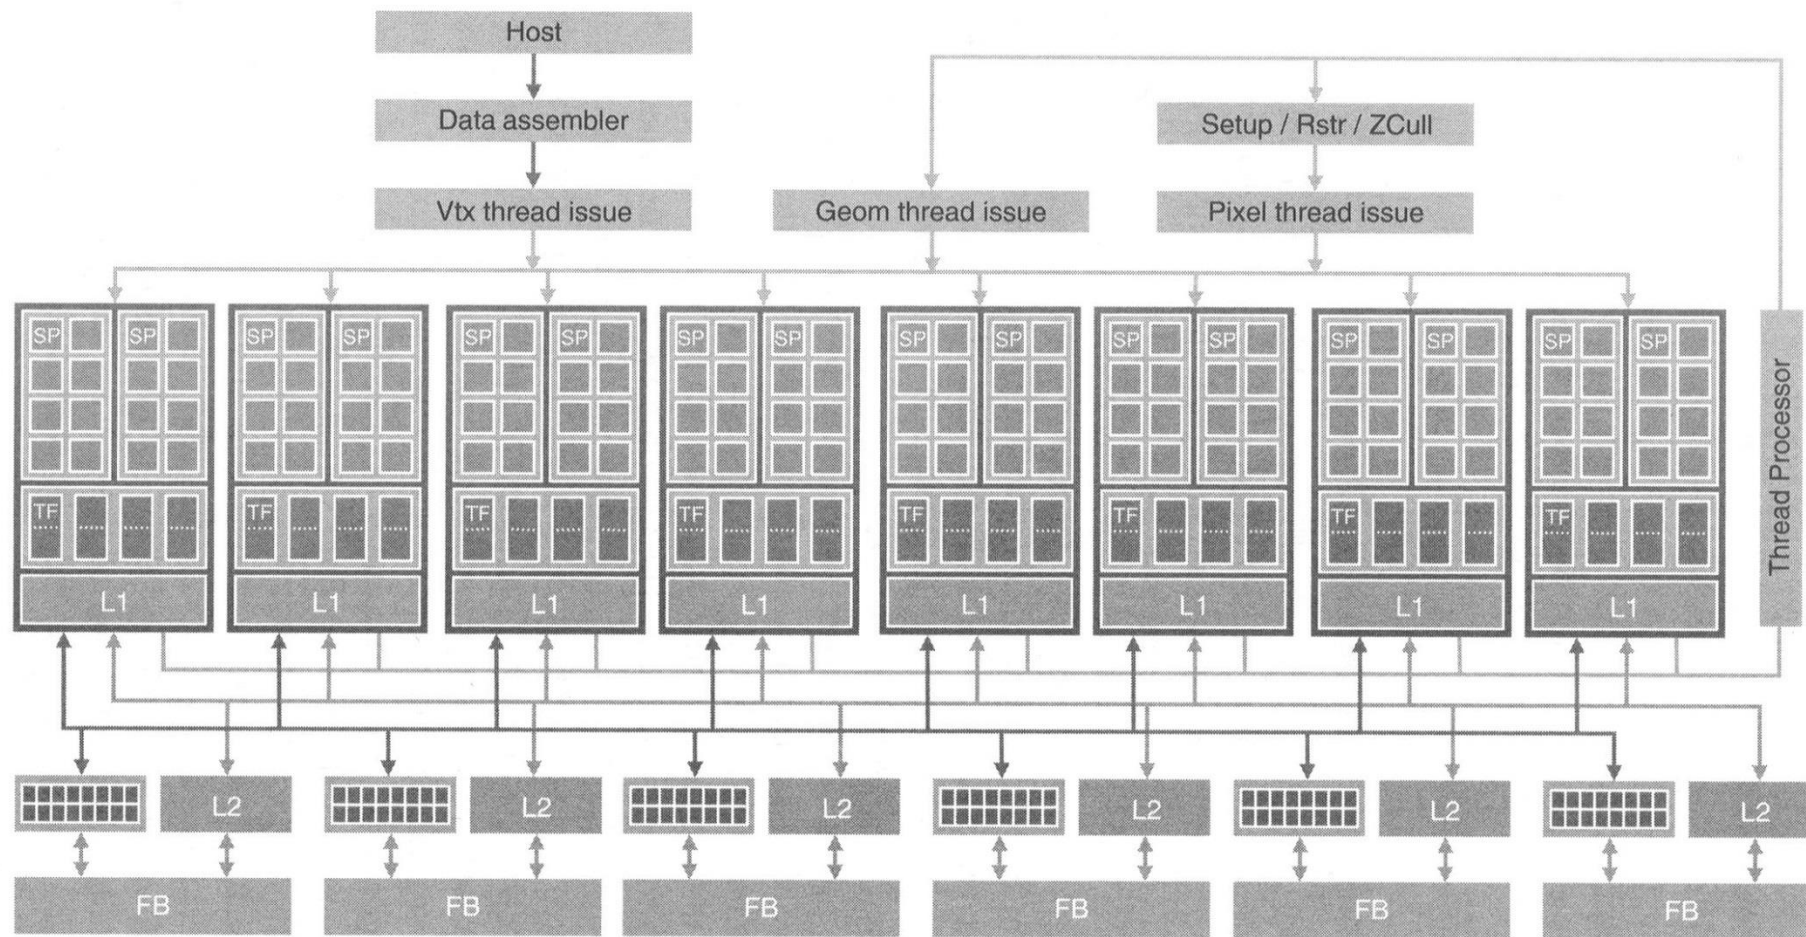 Host
Data assembler
Setup / Rstr / ZCull
Vtx thread issue
Geom thread issue
Pixel thread issue
SP SP SP SP SP SP SP SP SP SP SP SP SP SP SP SP
TF TF TF TF TF TF TF TF
L1 L1 L1 L1 L1 L1 L1 L1
Thread Processor
L2 L2 L2 L2 L2 L2
FB FB FB FB FB FB